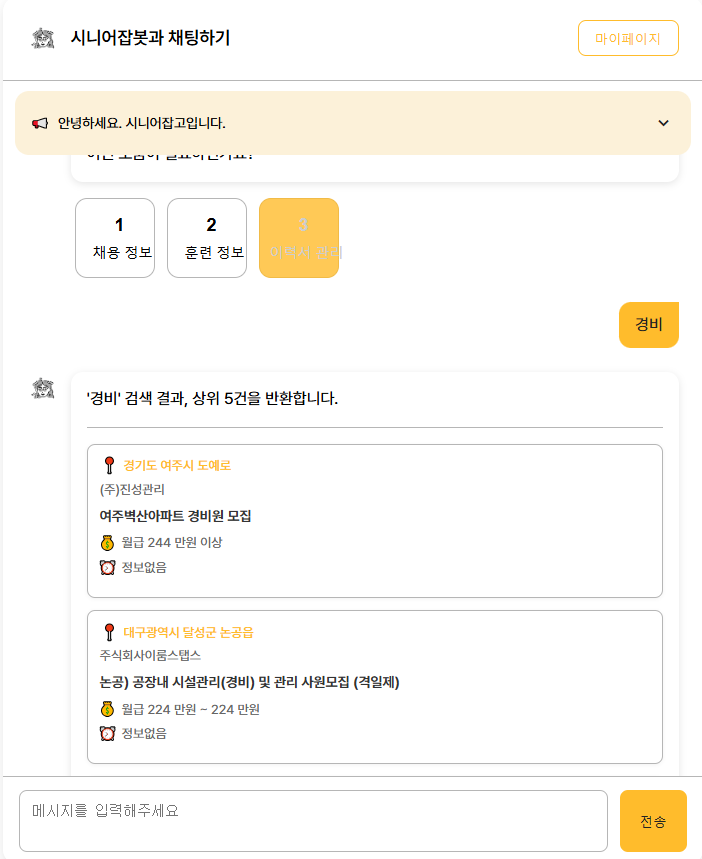 시니어잡봇과 채팅하기
마이페이지
안녕하세요. 시니어잡고입니다.
1
채용 정보
2
훈련 정보
3
이력서 관리
경비
'경비' 검색 결과, 상위 5건을 반환합니다.
경기도 여주시 도예로
(주)진성관리
여주벽산아파트 경비원 모집
월급 244 만원 이상
정보없음
대구광역시 달성군 논공읍
주식회사이룸스탭스
논공) 공장내 시설관리(경비) 및 관리 사원모집 (격일제)
월급 224 만원 ~ 224 만원
정보없음
메시지를 입력해주세요
전송